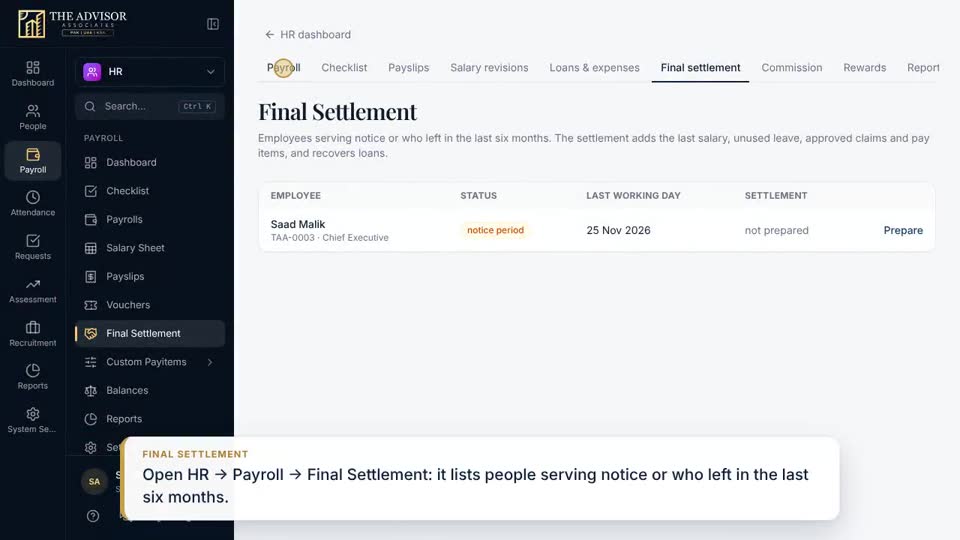 THE ADVISOR
ASSOCIATES
PAK | UAE | KSA
Dashboard
People
Payroll
Attendance
Requests
Assessment
Recruitment
Reports
System Se...
HR
Search...
Ctrl K
PAYROLL
Dashboard
Checklist
Payrolls
Salary Sheet
Payslips
Vouchers
Final Settlement
Custom Payitems
Balances
Reports
SA
← HR dashboard
Payroll Checklist Payslips Salary revisions Loans & expenses Final settlement Commission Rewards Report
Final Settlement
Employees serving notice or who left in the last six months. The settlement adds the last salary, unused leave, approved claims and pay
items, and recovers loans.
EMPLOYEE STATUS LAST WORKING DAY SETTLEMENT
Saad Malik notice period 25 Nov 2026 not prepared Prepare
TAA-0003 · Chief Executive
FINAL SETTLEMENT
Open HR → Payroll → Final Settlement: it lists people serving notice or who left in the last
six months.